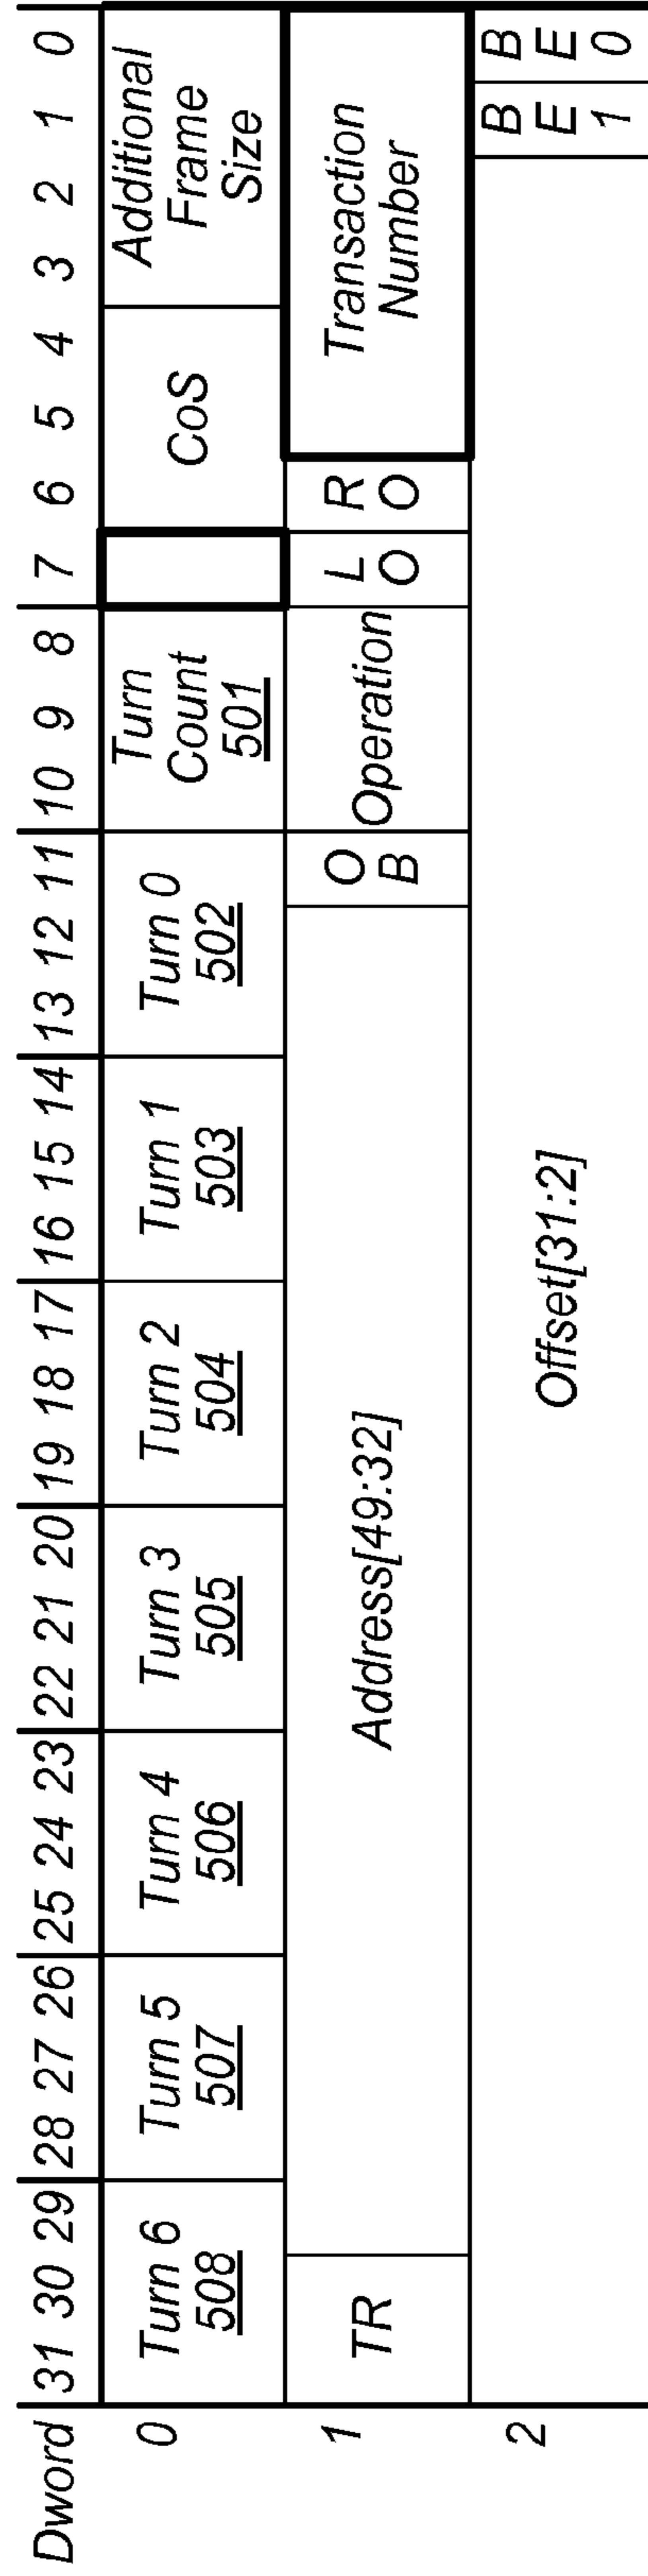 Dword 31 30 29 28 27 26 25 24 23 22 21 20 19 18 17 16 15 14 13 12 11 10 9 8 7 6 5 4 3 2 1 0
0
Turn 6
508
Turn 5
507
Turn 4
506
Turn 3
505
Turn 2
504
Turn 1
503
Turn 0
502
Turn
Count
501
CoS
Additional
Frame
Size
1
TR
Address[49:32]
O
B
Operation
L
O
R
O
Transaction
Number
2
Offset[31:2]
B
E
1
B
E
0